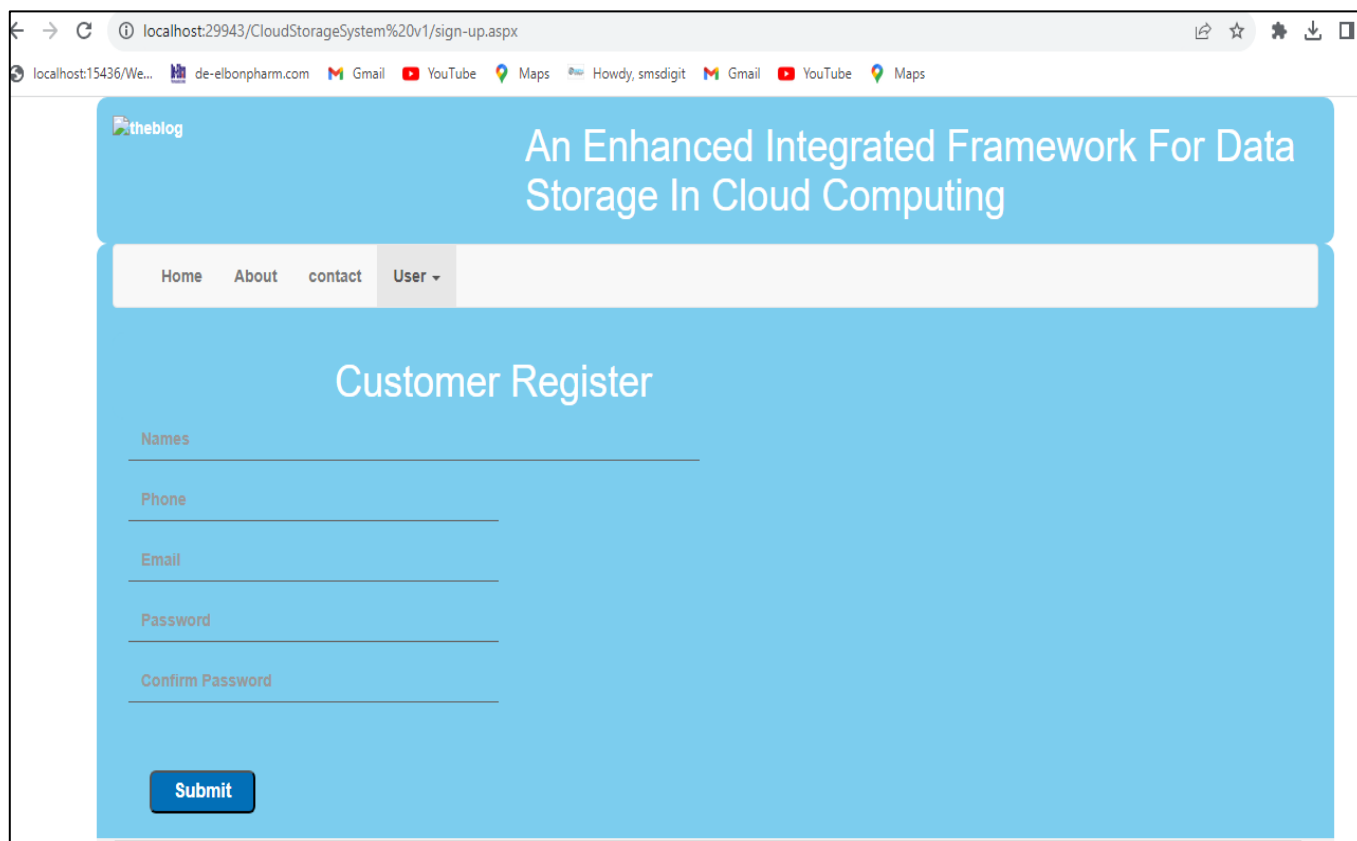 localhost:29943/CloudStorageSystem%20v1/sign-up.aspx
localhost:15436/We... de-elbonpharm.com Gmail YouTube Maps Howdy, smsdigit Gmail YouTube Maps
theblog
An Enhanced Integrated Framework For Data
Storage In Cloud Computing
Home About contact User
Customer Register
Names
Phone
Email
Password
Confirm Password
Submit